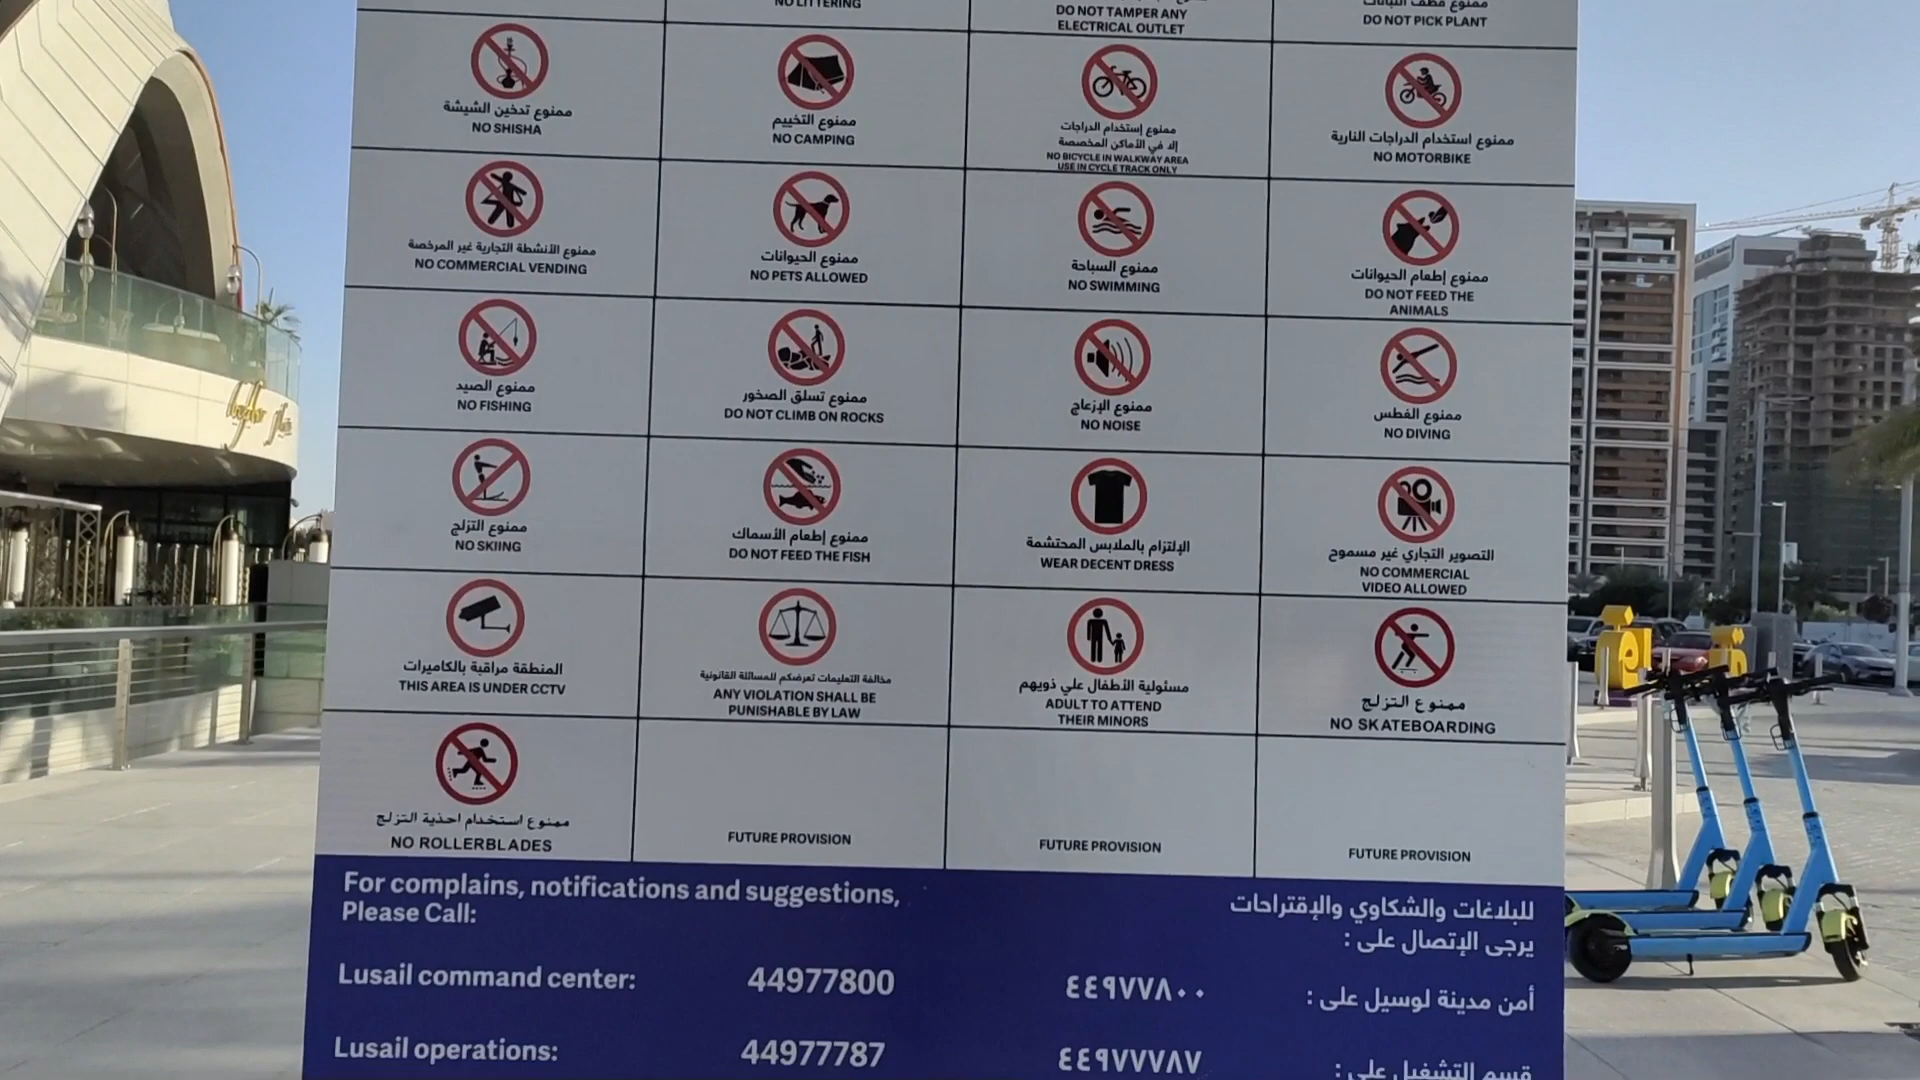 NO LITTERING
DO NOT TAMPER ANY
ELECTRICAL OUTLET
ممنوع قطف النباتات
DO NOT PICK PLANT
ممنوع تدخين الشيشة
NO SHISHA
ممنوع التخييم
NO CAMPING
ممنوع إستخدام الدراجات
إلا في الأماكن المخصصة
NO BICYCLE IN WALKWAY AREA
USE IN CYCLE TRACK ONLY
ممنوع استخدام الدراجات النارية
NO MOTORBIKE
ممنوع الأنشطة التجارية غير المرخصة
NO COMMERCIAL VENDING
ممنوع الحيوانات
NO PETS ALLOWED
ممنوع السباحة
NO SWIMMING
ممنوع إطعام الحيوانات
DO NOT FEED THE
ANIMALS
ممنوع الصيد
NO FISHING
ممنوع تسلق الصخور
DO NOT CLIMB ON ROCKS
ممنوع الإزعاج
NO NOISE
ممنوع الغطس
NO DIVING
ممنوع التزلج
NO SKIING
ممنوع إطعام الأسماك
DO NOT FEED THE FISH
الإلتزام بالملابس المحتشمة
WEAR DECENT DRESS
التصوير التجاري غير مسموح
NO COMMERCIAL
VIDEO ALLOWED
المنطقة مراقبة بالكاميرات
THIS AREA IS UNDER CCTV
مخالفة التعليمات تعرضكم للمسائلة القانونية
ANY VIOLATION SHALL BE
PUNISHABLE BY LAW
مسئولية الأطفال علي ذويهم
ADULT TO ATTEND
THEIR MINORS
ممنوع التزلج
NO SKATEBOARDING
ممنوع استخدام احذية التزلج
NO ROLLERBLADES
FUTURE PROVISION
FUTURE PROVISION
FUTURE PROVISION
For complains, notifications and suggestions,
Please Call:
للبلاغات والشكاوي والإقتراحات
يرجى الإتصال على :
Lusail command center: 44977800
٤٤٩٧٧٨٠٠ أمن مدينة لوسيل على :
Lusail operations: 44977787
٤٤٩٧٧٧٨٧ قسم التشغيل على :